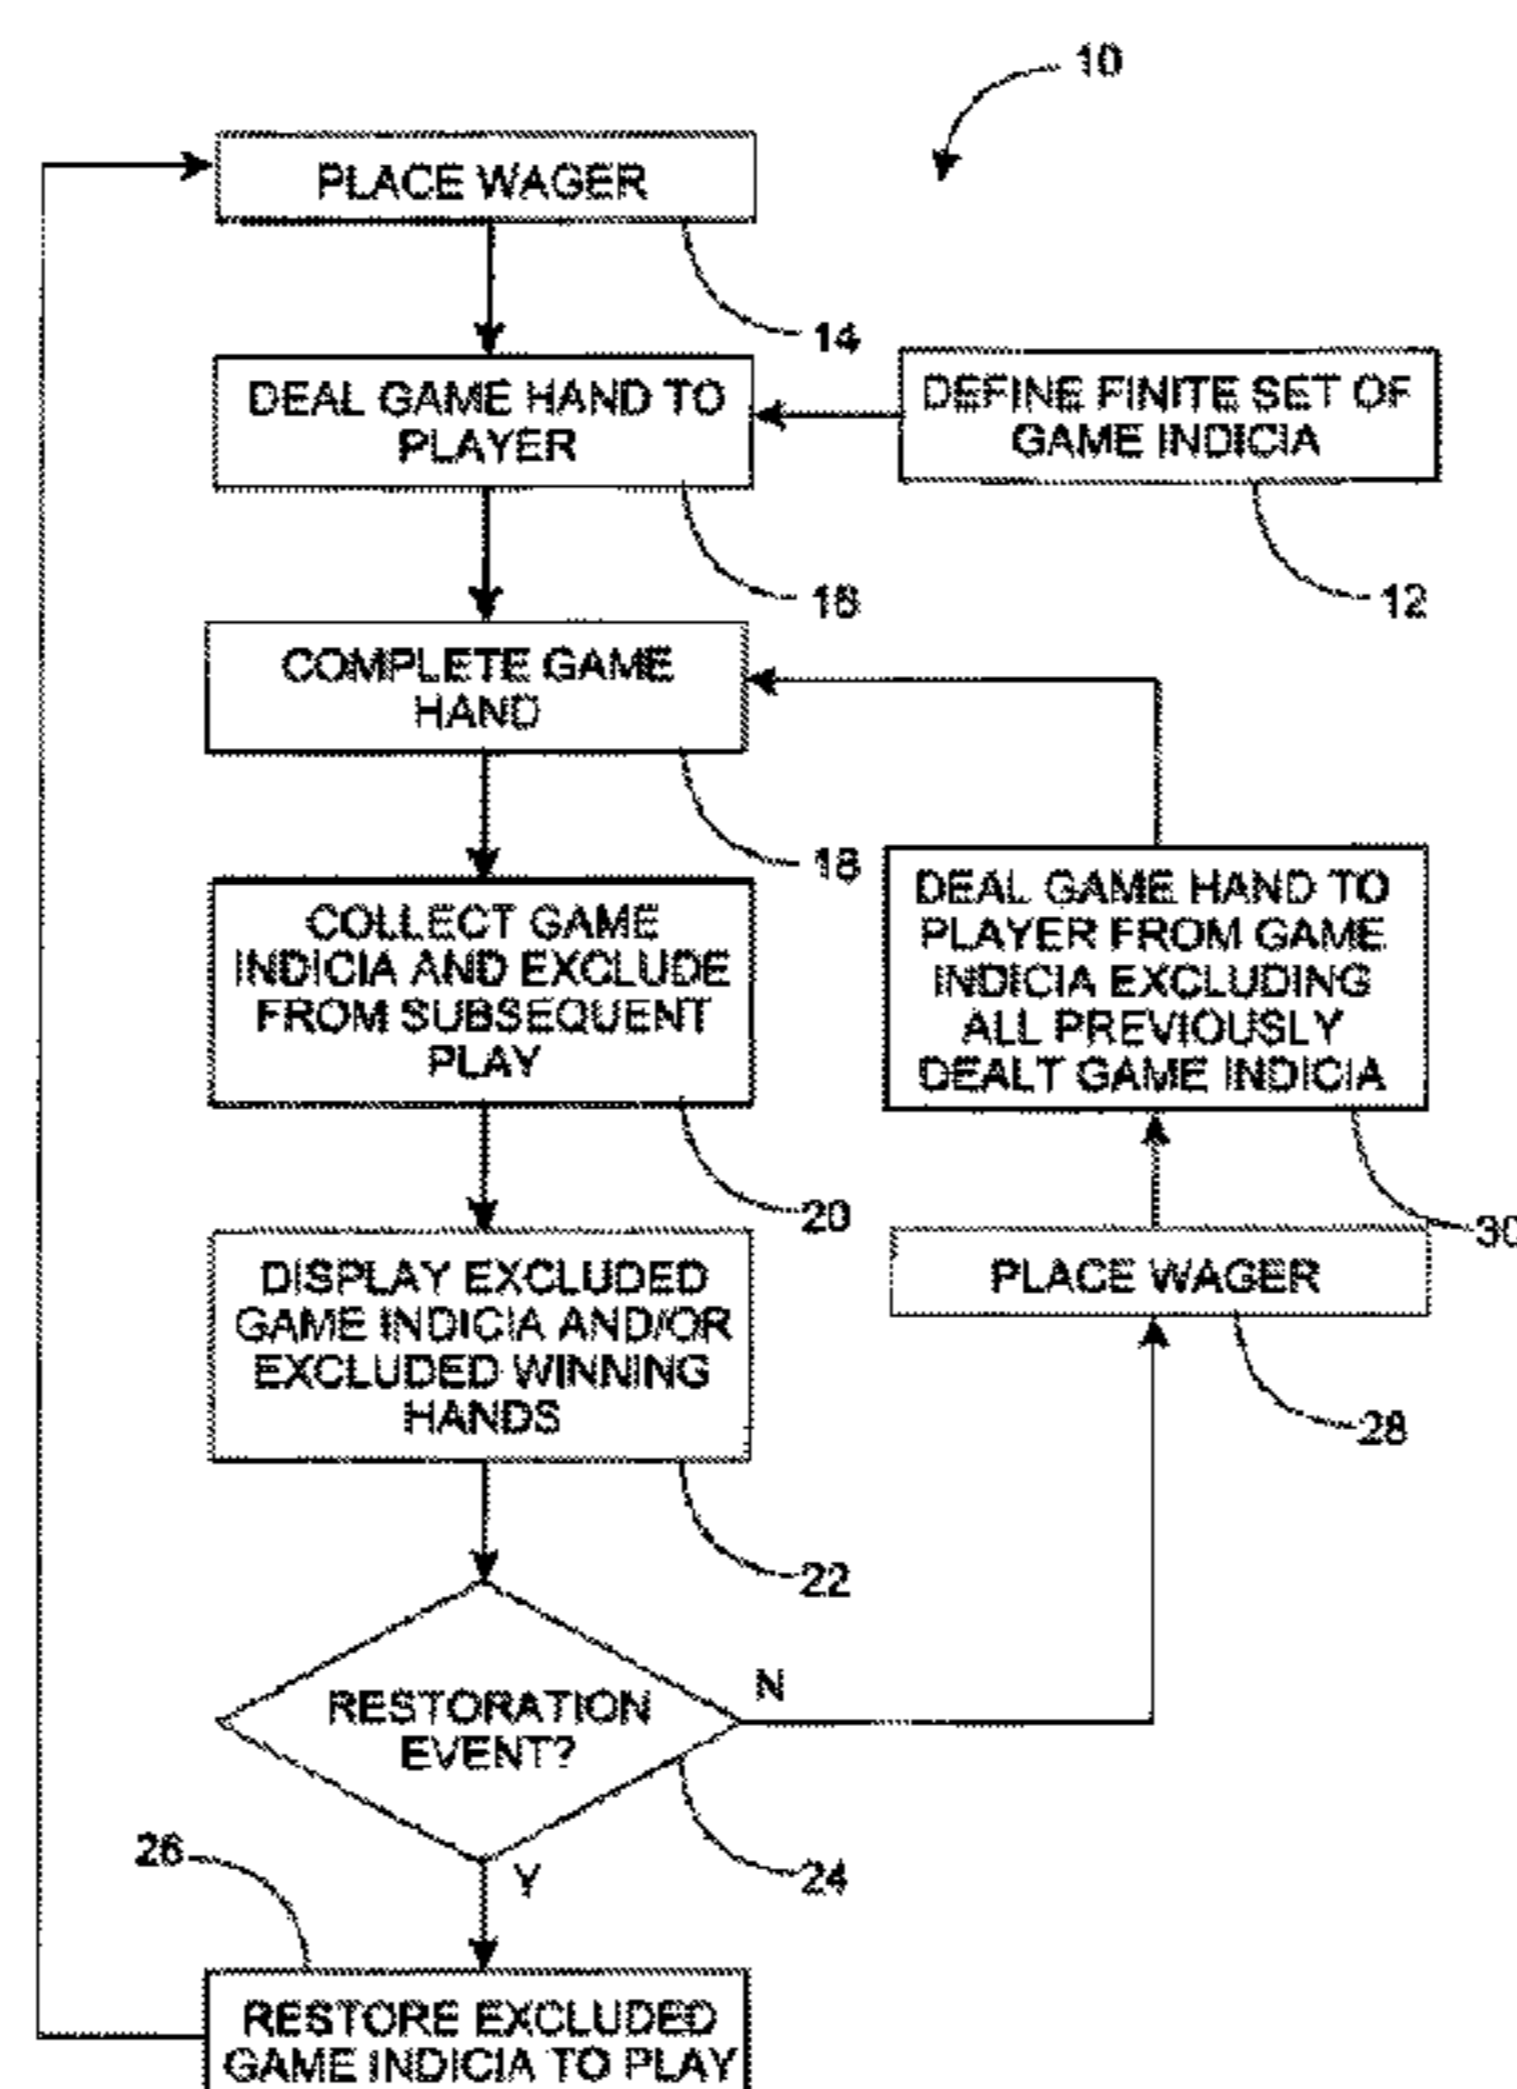 10
PLACE WAGER
14
DEAL GAME HAND TO
PLAYER
16
DEFINE FINITE SET OF
GAME INDICIA
12
COMPLETE GAME
HAND
18
COLLECT GAME
INDICIA AND EXCLUDE
FROM SUBSEQUENT
PLAY
20
DEAL GAME HAND TO
PLAYER FROM GAME
INDICIA EXCLUDING
ALL PREVIOUSLY
DEALT GAME INDICIA
30
DISPLAY EXCLUDED
GAME INDICIA AND/OR
EXCLUDED WINNING
HANDS
22
PLACE WAGER
28
RESTORATION
EVENT?
N
Y
24
26
RESTORE EXCLUDED
GAME INDICIA TO PLAY